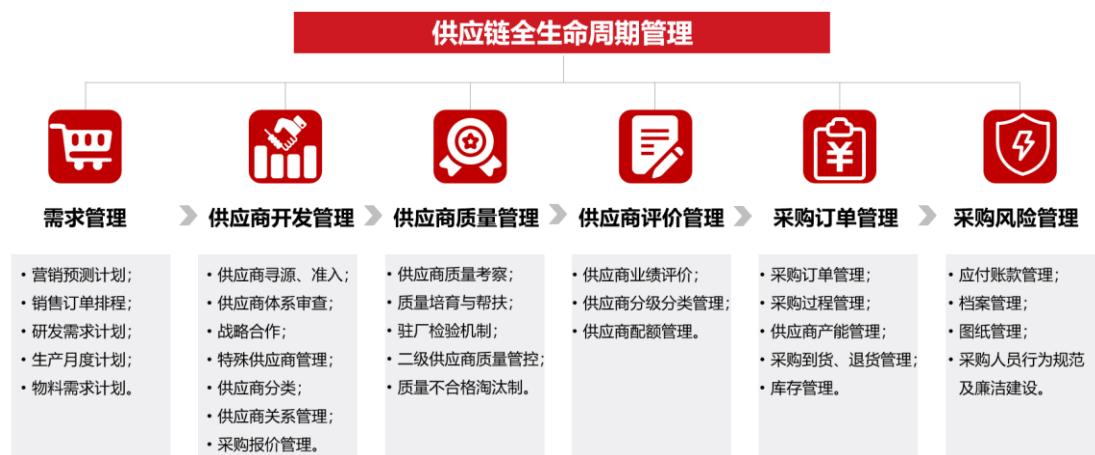 供应链全生命周期管理
需求管理
供应商开发管理
供应商质量管理
供应商评价管理
采购订单管理
采购风险管理
• 营销预测计划;
• 销售订单排程;
• 研发需求计划;
• 生产月度计划;
• 物料需求计划。
• 供应商寻源、准入;
• 供应商体系审查;
• 战略合作;
• 特殊供应商管理;
• 供应商分类;
• 供应商关系管理;
• 采购报价管理。
• 供应商质量考察;
• 质量培育与帮扶;
• 驻厂检验机制;
• 二级供应商质量管控;
• 质量不合格淘汰制。
• 供应商业绩评价;
• 供应商分级分类管理;
• 供应商配额管理。
• 采购订单管理;
• 采购过程管理;
• 供应商产能管理;
• 采购到货、退货管理;
• 库存管理。
• 应付账款管理;
• 档案管理;
• 图纸管理;
• 采购人员行为规范
及廉洁建设。